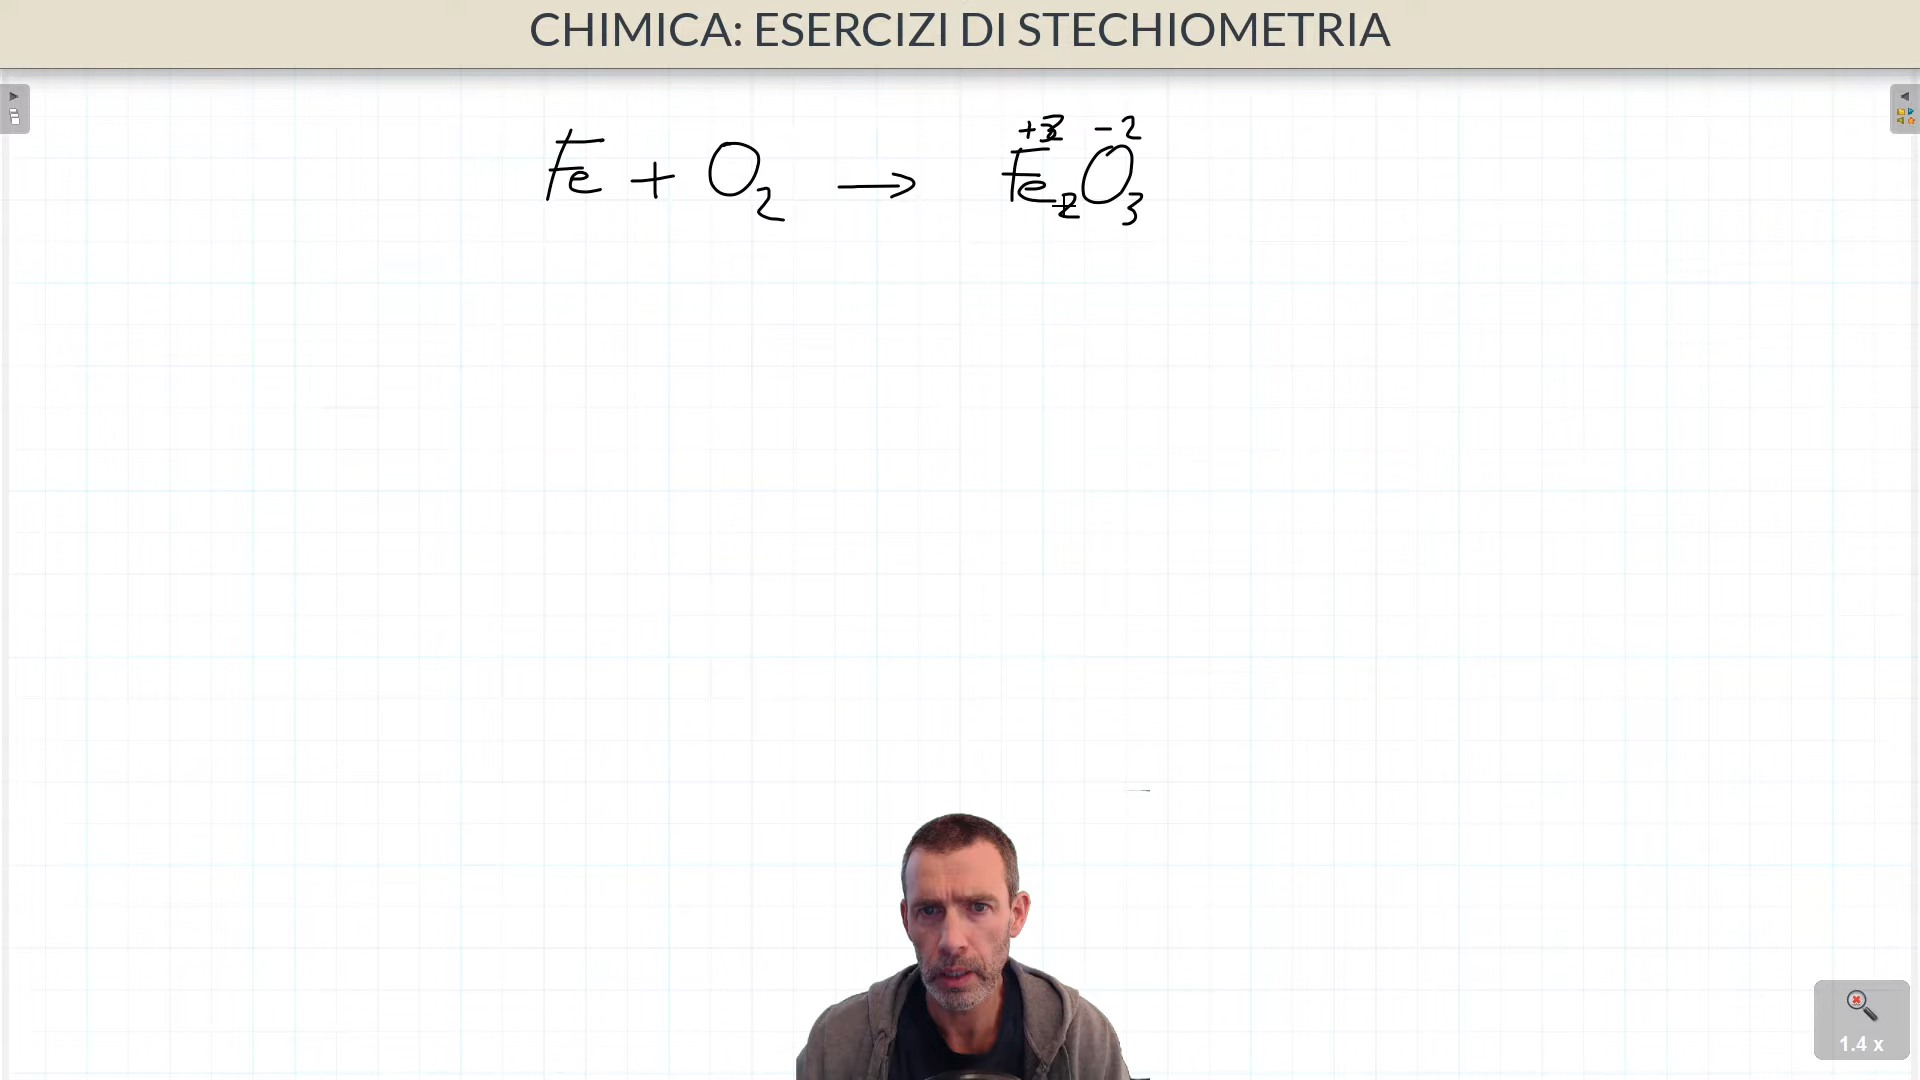 CHIMICA: ESERCIZI DI STECHIOMETRIA
+3 -2
Fe + O2 → Fe2O3
1.4 x